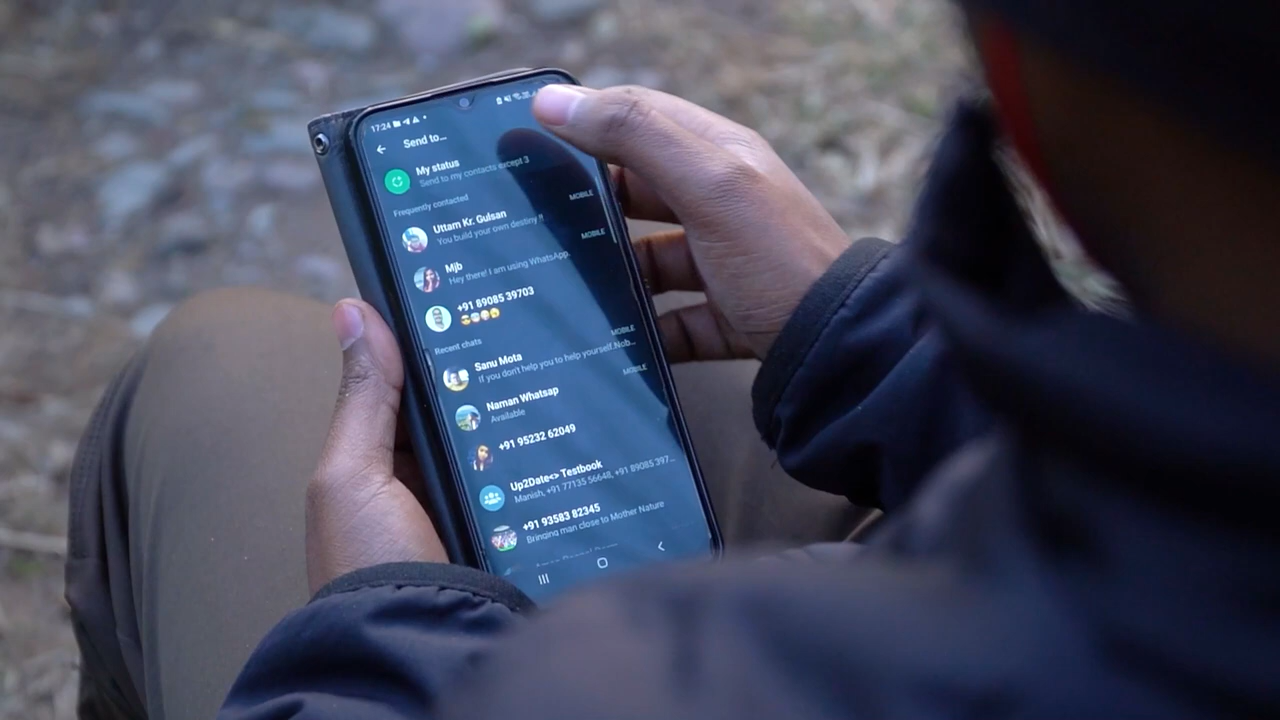 17:24
Send to...
My status
Send to my contacts except 3
Frequently contacted
Uttam Kr. Gulsan
You build your own destiny !!
MOBILE
Mjb
Hey there! I am using WhatsApp.
MOBILE
+91 89085 39703
Recent chats
Sanu Mota
If you don't help you to help yourself.Nob...
MOBILE
Naman Whatsap
Available
MOBILE
+91 95232 62049
Up2Date<> Testbook
Manish, +91 77135 56648, +91 89085 397...
+91 93583 82345
Bringing man close to Mother Nature